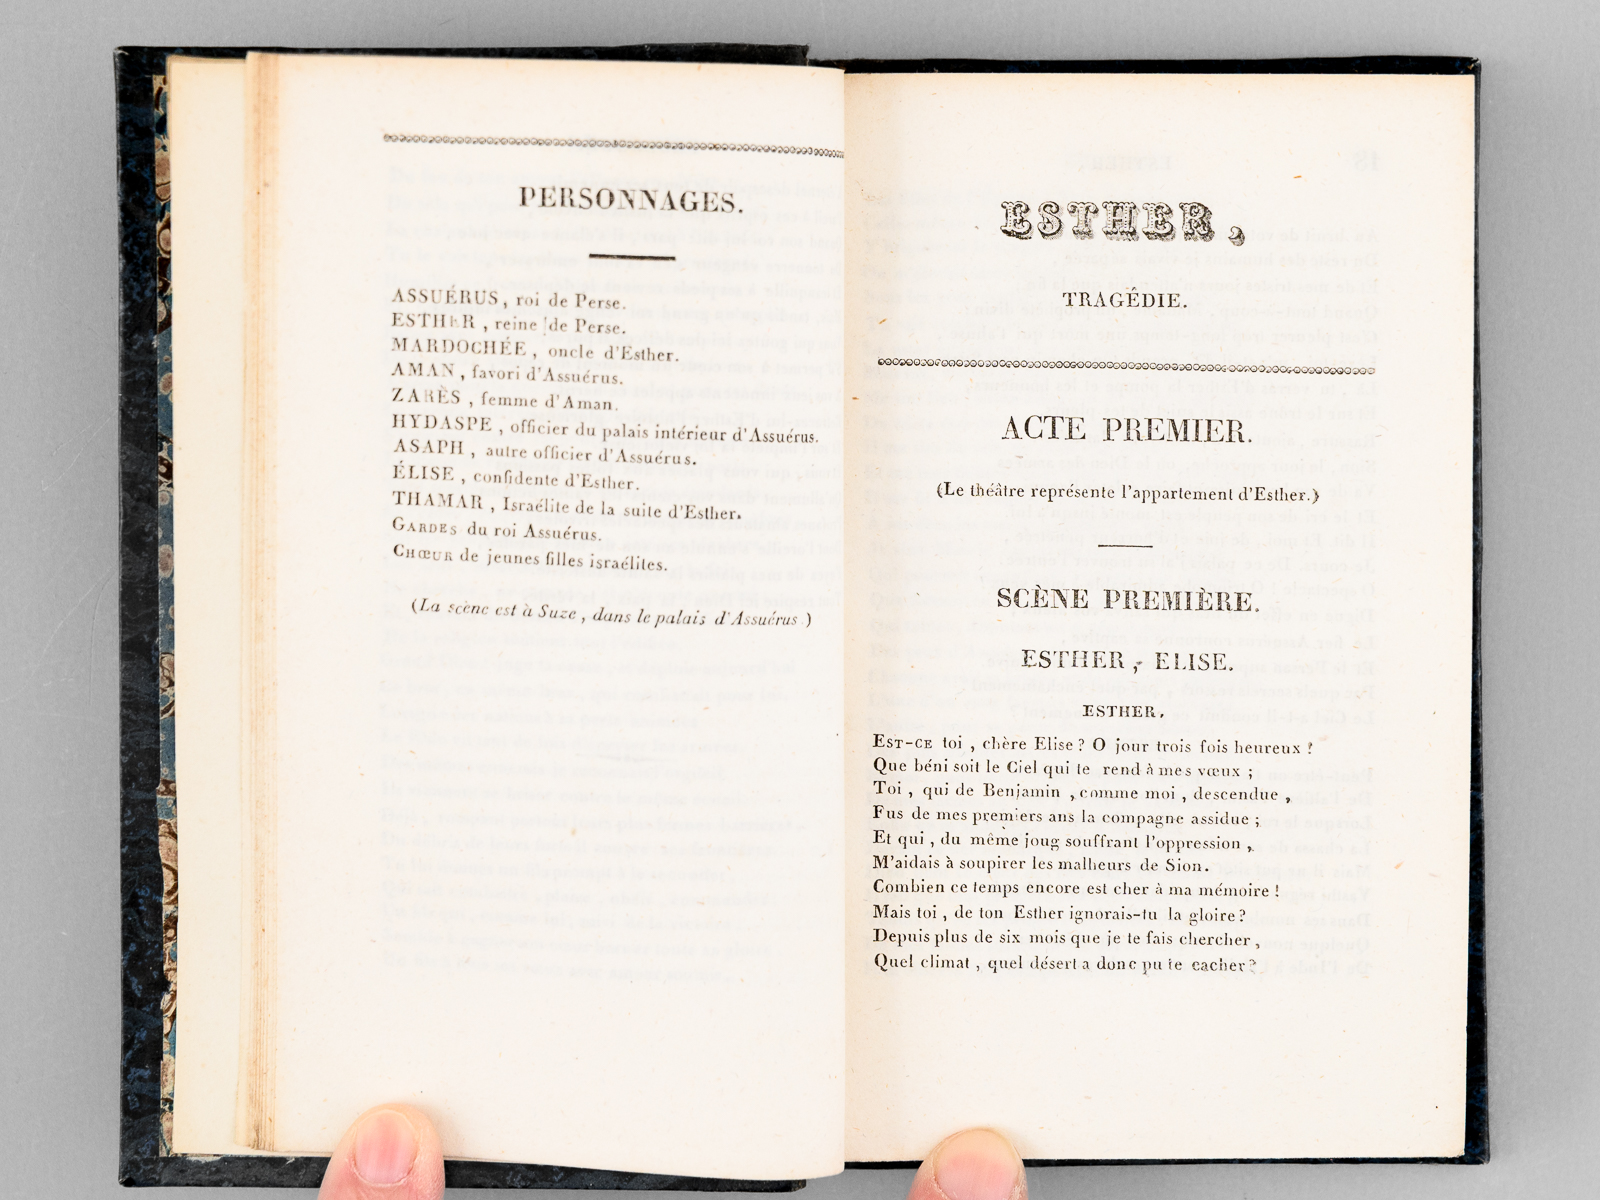 PERSONNAGES.
ASSUÉRUS, roi de Perse.
ESTHER, reine de Perse.
MARDOCHÉE, oncle d'Esther.
AMAN, favori d'Assuérus.
ZARÈS, femme d'Aman.
HYDASPE, officier du palais intérieur d'Assuérus.
ASAPH, autre officier d'Assuérus.
ÉLISE, confidente d'Esther.
THAMAR, Israélite de la suite d'Esther.
GARDES du roi Assuérus.
CHŒUR de jeunes filles israélites.
(La scène est à Suze, dans le palais d'Assuérus.)
ESTHER,
TRAGÉDIE.
ACTE PREMIER.
(Le théâtre représente l'appartement d'Esther.)
SCÈNE PREMIÈRE.
ESTHER, ELISE.
ESTHER.
EST-CE toi, chère Elise? O jour trois fois heureux!
Que béni soit le Ciel qui te rend à mes vœux;
Toi, qui de Benjamin, comme moi, descendue,
Fus de mes premiers ans la compagne assidue;
Et qui, du même joug souffrant l'oppression,
M'aidais à soupirer les malheurs de Sion.
Combien ce temps encore est cher à ma mémoire!
Mais toi, de ton Esther ignorais-tu la gloire?
Depuis plus de six mois que je te fais chercher,
Quel climat, quel désert a donc pu te cacher?